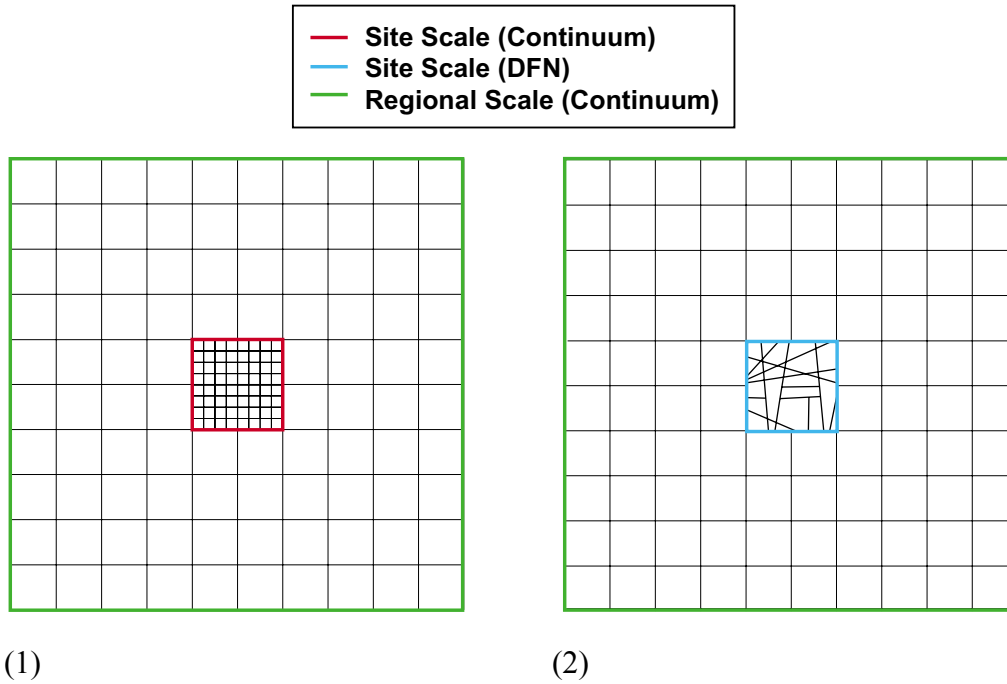 Site Scale (Continuum)
Site Scale (DFN)
Regional Scale (Continuum)
(1)
(2)